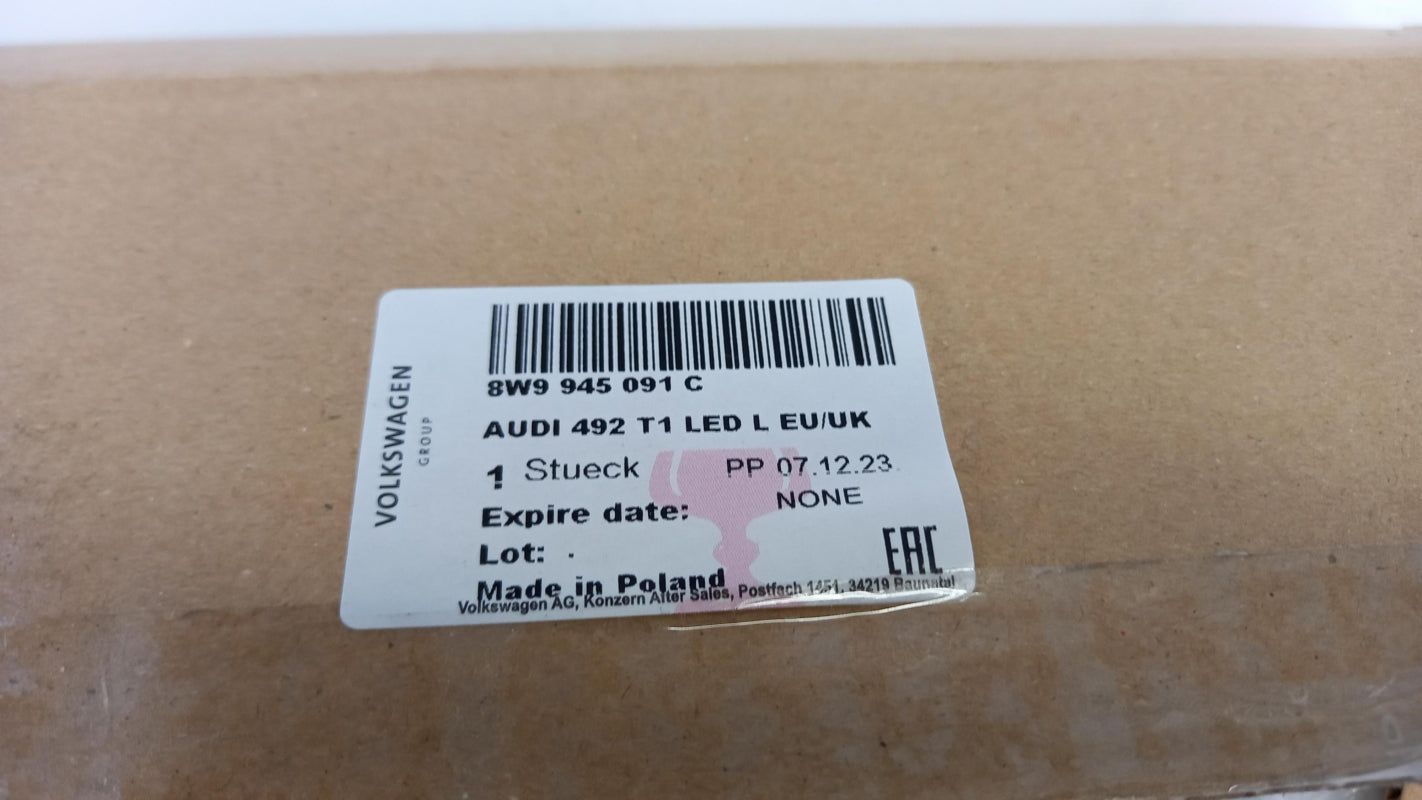 VOLKSWAGEN
GROUP
8W9 945 091 C
AUDI 492 T1 LED L EU/UK
1 Stueck PP 07.12.23
Expire date: NONE
Lot: .
EAC
Made in Poland
Volkswagen AG, Konzern After Sales, Postfach 1451, 34219 Baunatal